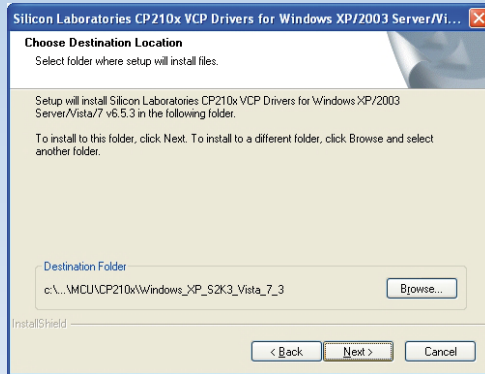 Silicon Laboratories CP210x VCP Drivers for Windows XP/2003 Server/Vi...
Choose Destination Location
Select folder where setup will install files.
Setup will install Silicon Laboratories CP210x VCP Drivers for Windows XP/2003
Server/Vista/7 v6.5.3 in the following folder.
To install to this folder, click Next. To install to a different folder, click Browse and select
another folder.
Destination Folder
c:\...\MCU\CP210x\Windows_XP_S2K3_Vista_7_3
Browse...
InstallShield
< Back
Next >
Cancel